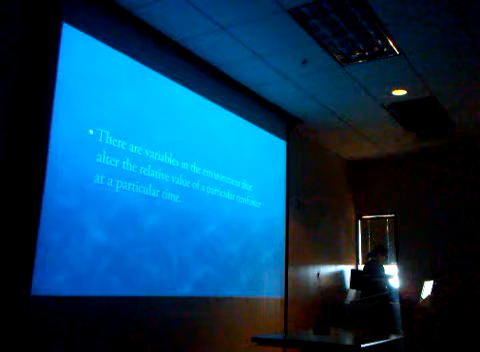 • There are variables in the environment that
alter the relative value of a particular reinforcer
at a particular time.